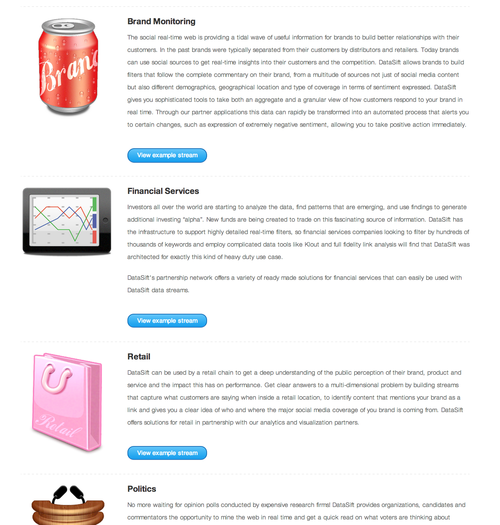 Brand Monitoring
The social real-time web is providing a tidal wave of useful information for brands to build better relationships with their
customers. In the past brands were typically separated from their customers by distributors and retailers. Today brands
can use social sources to get real-time insights into their customers and the competition. DataSift allows brands to build
filters that follow the complete commentary on their brand, from a multitude of sources not just of social media content
but also different demographics, geographical location and type of coverage in terms of sentiment expressed. DataSift
gives you sophisticated tools to take both an aggregate and a granular view of how customers respond to your brand in
real time. Through our partner applications this data can rapidly be transformed into an automated process that alerts you
to certain changes, such as expression of extremely negative sentiment, allowing you to take positive action immediately.
Brand
View example stream
Financial Services
Investors all over the world are starting to analyze the data, find patterns that are emerging, and use findings to generate
additional investing "alpha". New funds are being created to trade on this fascinating source of information. DataSift has
the infrastructure to support highly detailed real-time filters, so financial services companies looking to filter by hundreds of
thousands of keywords and employ complicated data tools like Klout and full fidelity link analysis will find that DataSift was
architected for exactly this kind of heavy duty use case.
DataSift's partnership network offers a variety of ready made solutions for financial services that can easily be used with
DataSift data streams.
View example stream
Retail
DataSift can be used by a retail chain to get a deep understanding of the public perception of their brand, product and
service and the impact this has on performance. Get clear answers to a multi-dimensional problem by building streams
that capture what customers are saying when inside a retail location, to identify content that mentions your brand as a
link and gives you a clear idea of who and where the major social media coverage of you brand is coming from. DataSift
offers solutions for retail in partnership with our analytics and visualization partners.
Retail
View example stream
Politics
No more waiting for opinion polls conducted by expensive research firms! DataSift provides organizations, candidates and
commentators the opportunity to mine the web in real time and get a quick read on what voters are thinking about